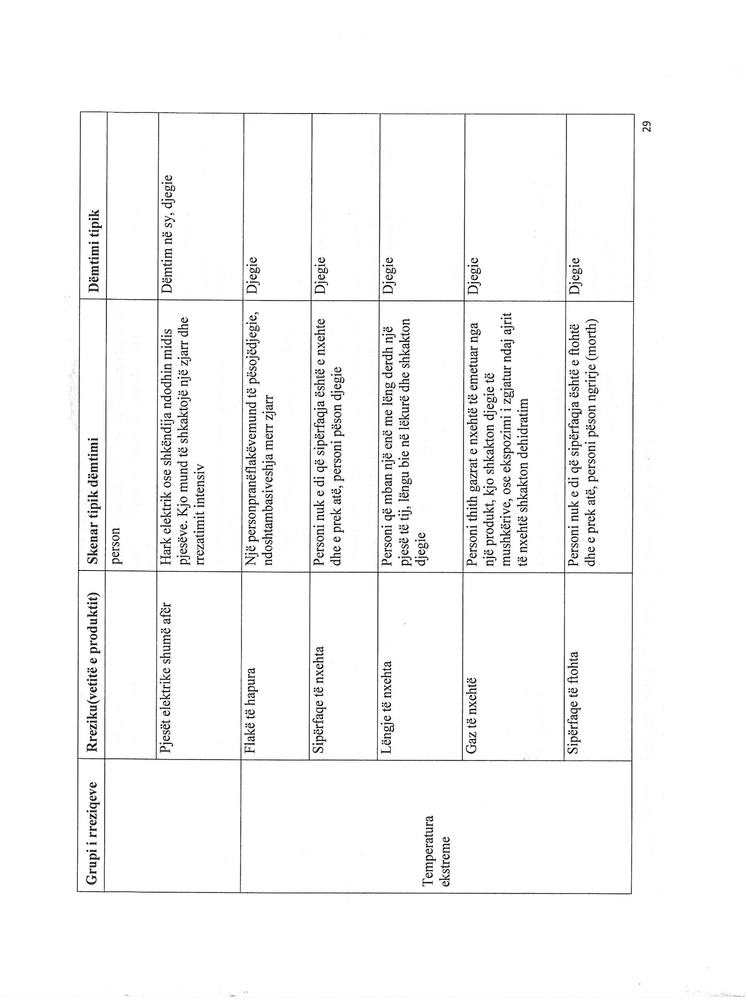 Grupi i rreziqeve Rreziku(vetitë e produktit) Skenar tipik dëmtimi Dëmtimi tipik
person
Pjesët elektrike shumë afër
Hark elektrik ose shkëndija ndodhin midis
pjesëve. Kjo mund të shkaktojë një zjarr dhe
rrezatimit intensiv
Dëmtim në sy, djegie
Temperatura
ekstreme
Flakë të hapura
Një personpranëflakëvemund të pësojëdjegie,
ndoshtambasiveshja merr zjarr
Djegie
Sipërfaqe të nxehta
Personi nuk e di që sipërfaqja është e nxehte
dhe e prek atë, personi pëson djegie
Djegie
Lëngje të nxehta
Personi që mban një enë me lëng derdh një
pjesë të tij, lëngu bie në lëkurë dhe shkakton
djegie
Djegie
Gaz të nxehtë
Personi thith gazrat e nxehtë të emetuar nga
një produkt, kjo shkakton djegie të
mushkërive, ose ekspozimi i zgjatur ndaj ajrit
të nxehtë shkakton dehidratim
Djegie
Sipërfaqe të ftohta
Personi nuk e di që sipërfaqja është e ftohtë
dhe e prek atë, personi pëson ngrirje (morth)
Djegie
29